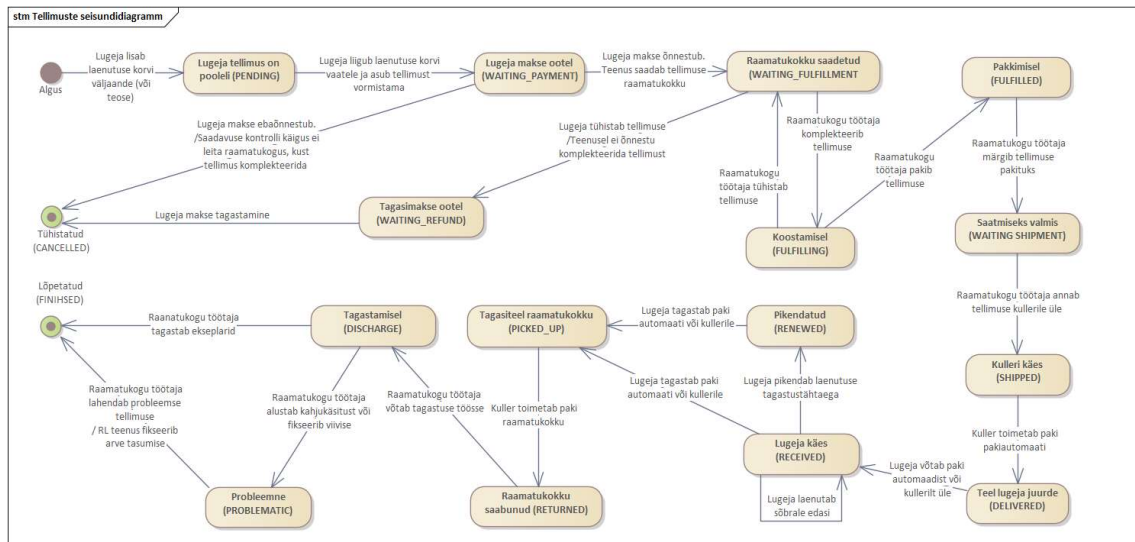 stm Tellimuste seisundidiagramm
Algus
Lugeja lisab
laenutuse korvi
väljaande (või
teose)
Lugeja tellimus on
pooleli (PENDING)
Lugeja liigub laenutuse korvi
vaatele ja asub tellimust
vormistama
Lugeja makse ootel
(WAITING_PAYMENT)
Lugeja makse õnnestub.
Teenus saadab tellimuse
raamatukokku
Raamatukokku saadetud
(WAITING_FULFILLMENT
Pakkimisel
(FULFILLED)
Lugeja makse ebaõnnestub.
/Saadavuse kontrolli käigus ei
leita raamatukogus, kust
tellimus komplekteerida
Lugeja tühistab tellimuse
/Teenusel ei õnnestu
komplekteerida tellimust
Raamatukogu töötaja
komplekteerib
tellimuse
Raamatukogu
töötaja tühistab
tellimuse
Raamatukogu
töötaja pakib
tellimuse
Raamatukogu töötaja
märgib tellimuse
pakituks
Tühistatud
(CANCELLED)
Lugeja makse tagastamine
Tagasimakse ootel
(WAITING_REFUND)
Koostamisel
(FULFILLING)
Saatmiseks valmis
(WAITING SHIPMENT)
Raamatukogu töötaja annab
tellimuse kullerile üle
Lõpetatud
(FINIHSED)
Raanatukogu töötaja
tagastab ekseplarid
Tagastamisel
(DISCHARGE)
Tagasiteel raamatukokku
(PICKED_UP)
Lugeja tagastab paki
automaati või kullerile
Pikendatud
(RENEWED)
Kulleri käes
(SHIPPED)
Raamatukogu töötaja
lahendab probleemse
tellimuse
/ RL teenus fikseerib
arve tasumise
Raamatukogu töötaja
alustab kahjukäsitust või
fikseerib viivise
Raamatukogu töötaja
võtab tagastuse töösse
Kuller toimetab paki
raamatukokku
Lugeja tagastab paki
automaati või kullerile
Lugeja pikendab laenutuse
tagastustähtaega
Kuller toimetab paki
pakiautomaati
Probleemne
(PROBLEMATIC)
Raamatukokku
saabunud (RETURNED)
Lugeja käes
(RECEIVED)
Lugeja laenutab
sõbrale edasi
Lugeja võtab paki
automaadist või
kullerilt üle
Teel lugeja juurde
(DELIVERED)